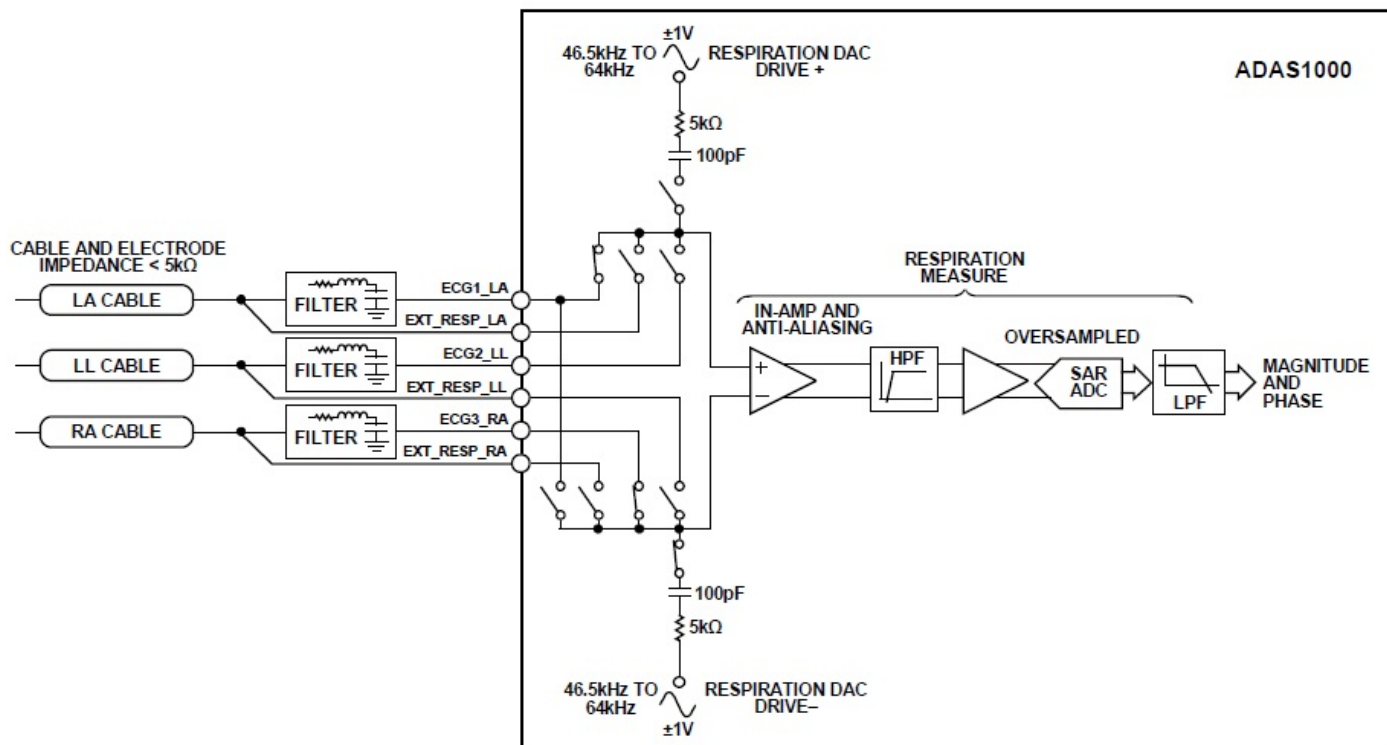 ±1V
46.5kHz TO
64kHz
RESPIRATION DAC
DRIVE +
ADAS1000
5kΩ
100pF
CABLE AND ELECTRODE
IMPEDANCE < 5kΩ
LA CABLE
FILTER
ECG1_LA
EXT_RESP_LA
LL CABLE
FILTER
ECG2_LL
EXT_RESP_LL
RA CABLE
FILTER
ECG3_RA
EXT_RESP_RA
RESPIRATION
MEASURE
IN-AMP AND
ANTI-ALIASING
+
–
HPF
OVERSAMPLED
SAR
ADC
LPF
MAGNITUDE
AND
PHASE
100pF
5kΩ
46.5kHz TO
64kHz
RESPIRATION DAC
DRIVE–
±1V